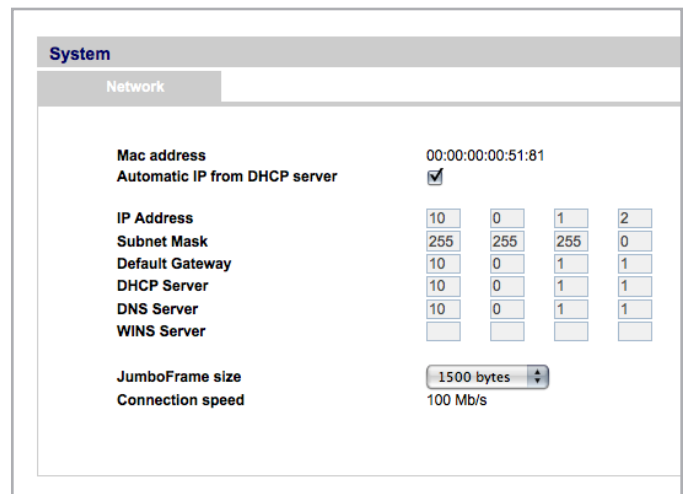 System
Network
Mac address 00:00:00:00:51:81
Automatic IP from DHCP server
IP Address 10 0 1 2
Subnet Mask 255 255 255 0
Default Gateway 10 0 1 1
DHCP Server 10 0 1 1
DNS Server 10 0 1 1
WINS Server
JumboFrame size 1500 bytes
Connection speed 100 Mb/s